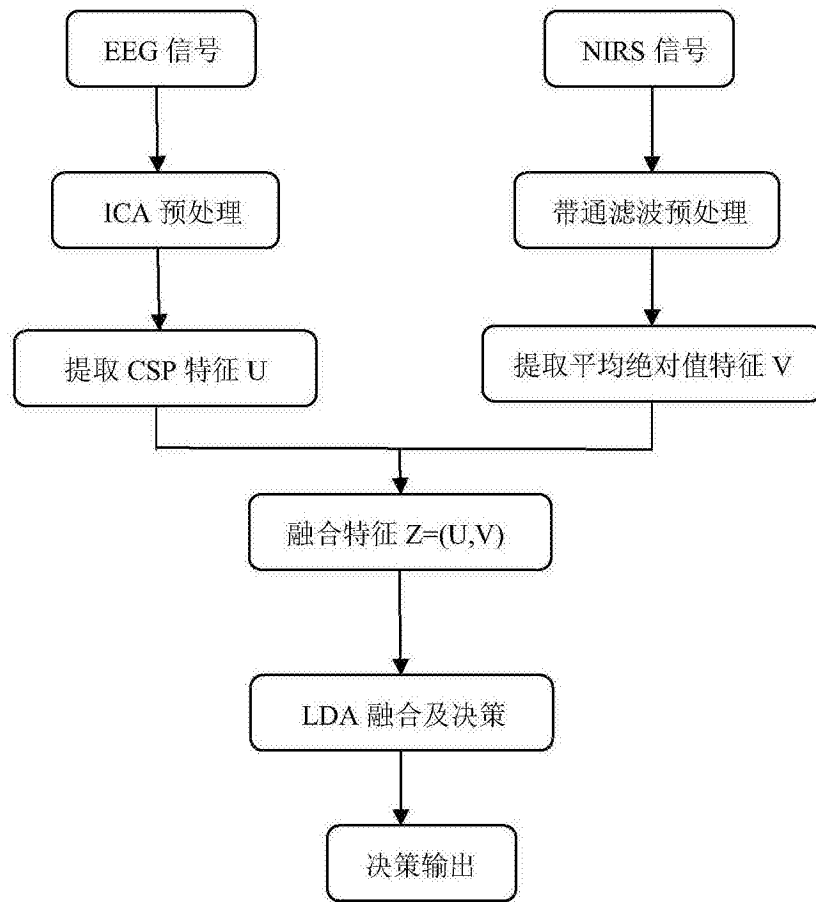 EEG 信号
NIRS 信号
ICA 预处理
带通滤波预处理
提取 CSP 特征 U
提取平均绝对值特征 V
融合特征 Z=(U,V)
LDA 融合及决策
决策输出